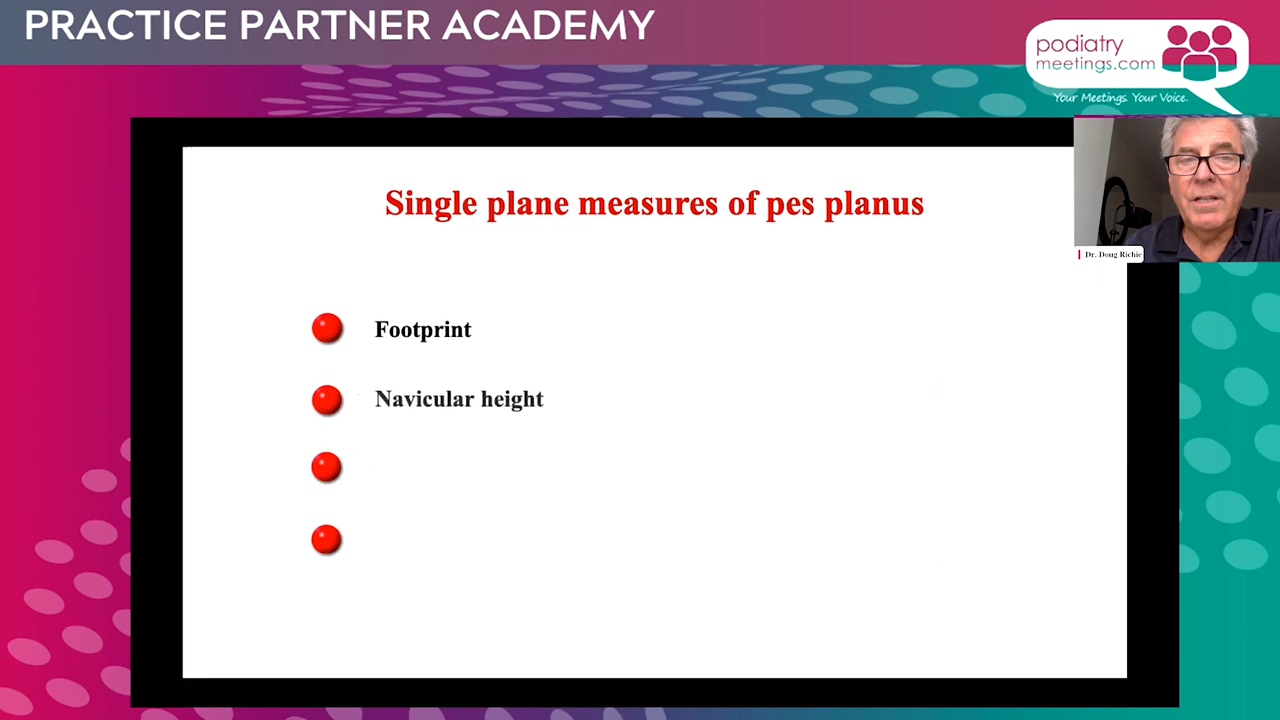 PRACTICE PARTNER ACADEMY
podiatry
meetings.com
Your Meetings. Your Voice.
Dr. Doug Richie
Single plane measures of pes planus
Footprint
Navicular height